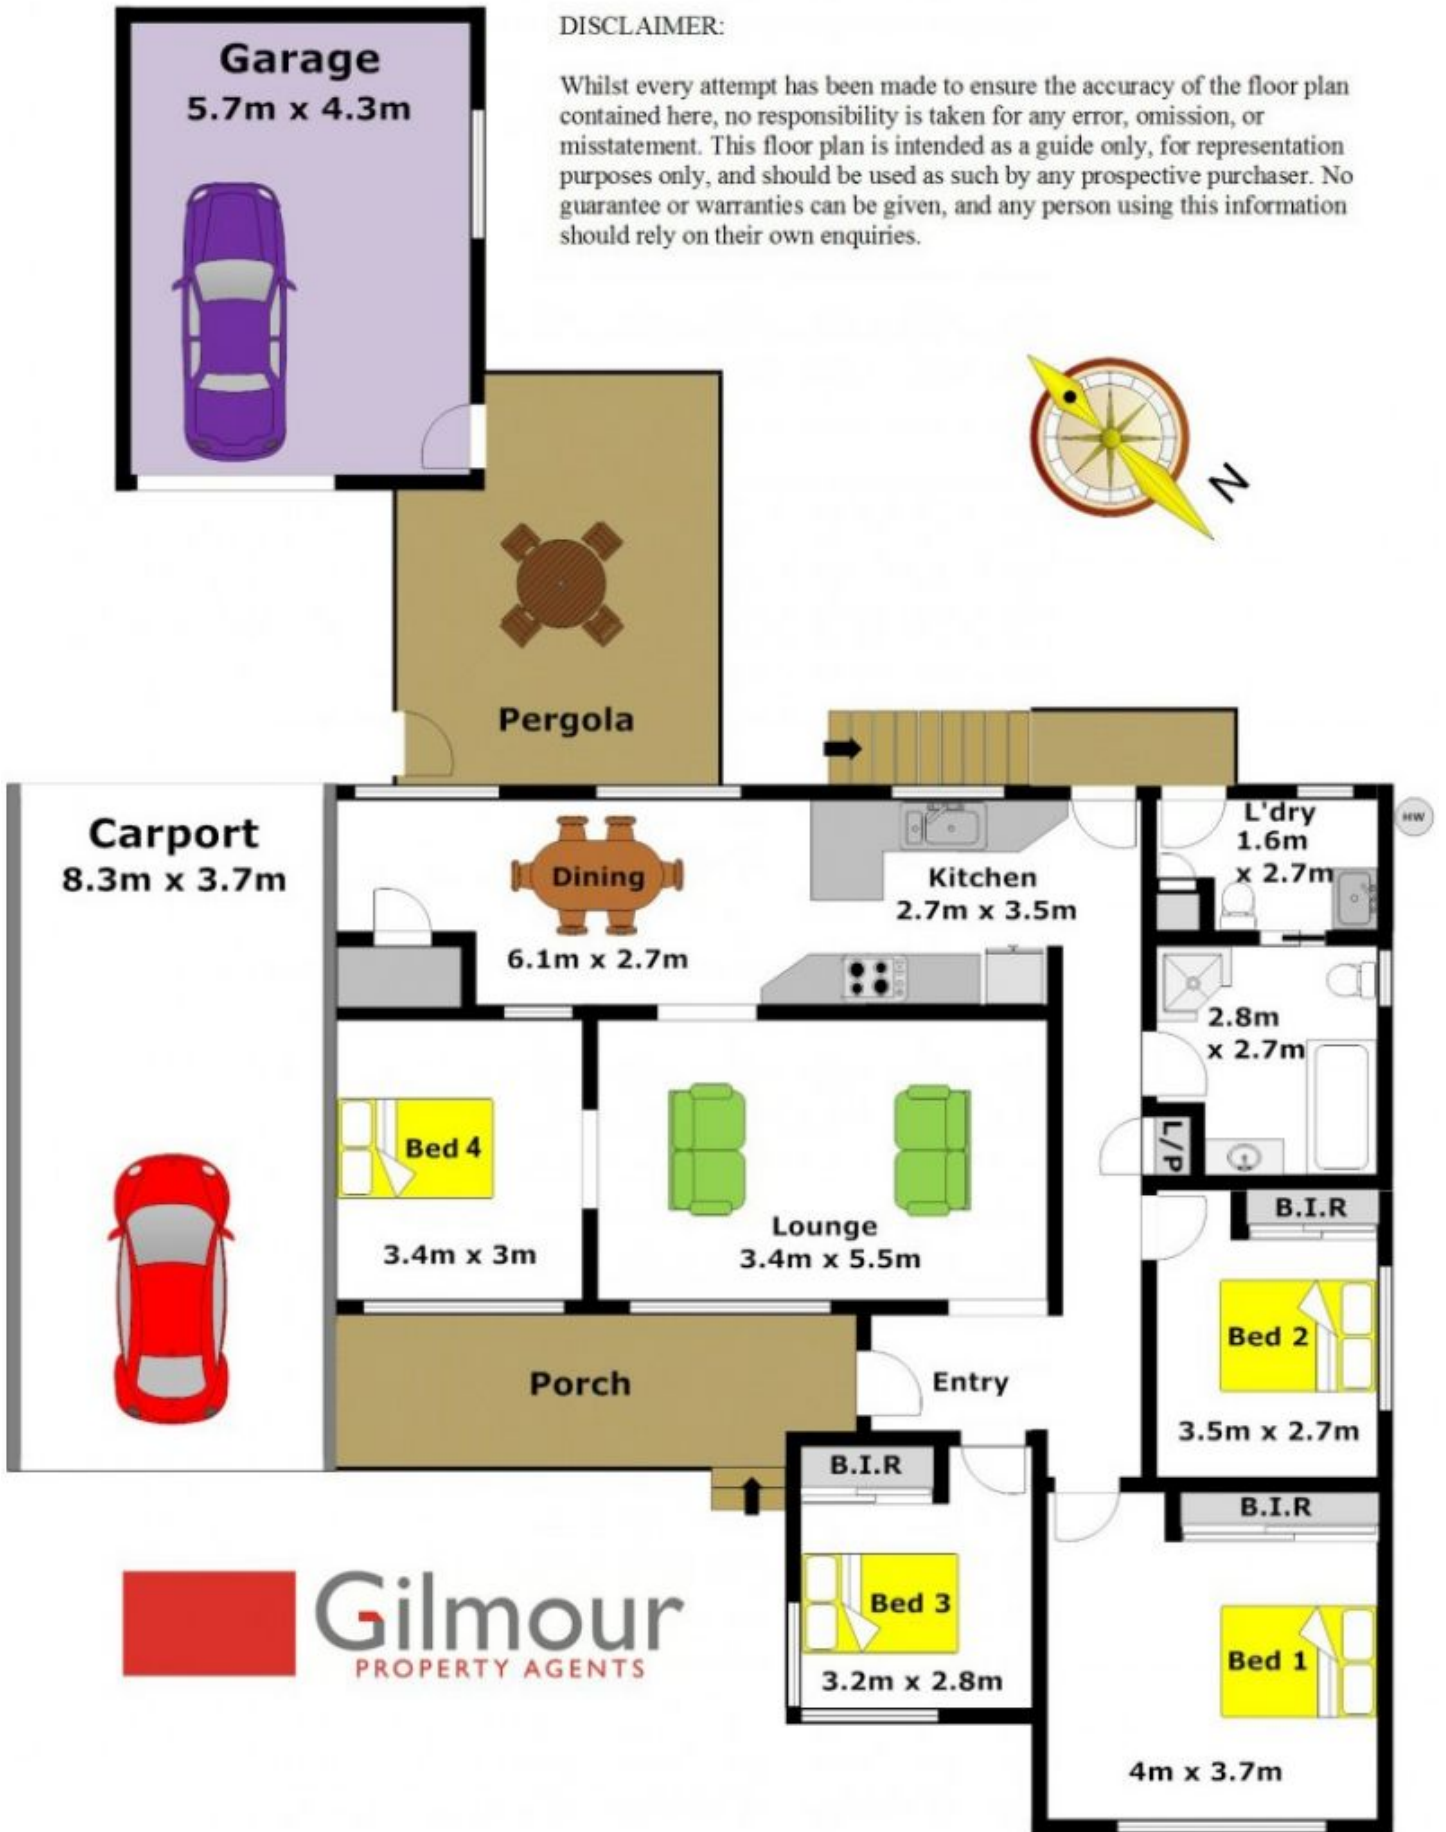 Garage
5.7m x 4.3m
DISCLAIMER:
Whilst every attempt has been made to ensure the accuracy of the floor plan
contained here, no responsibility is taken for any error, omission, or
misstatement. This floor plan is intended as a guide only, for representation
purposes only, and should be used as such by any prospective purchaser. No
guarantee or warranties can be given, and any person using this information
should rely on their own enquiries.
N
Pergola
Carport
8.3m x 3.7m
Dining
6.1m x 2.7m
Kitchen
2.7m x 3.5m
L'dry
1.6m
x 2.7m
HW
2.8m
x 2.7m
L/P
Bed 4
3.4m x 3m
Lounge
3.4m x 5.5m
B.I.R
Bed 2
3.5m x 2.7m
Porch
Entry
B.I.R
Bed 3
3.2m x 2.8m
B.I.R
Bed 1
4m x 3.7m
Gilmour
PROPERTY AGENTS